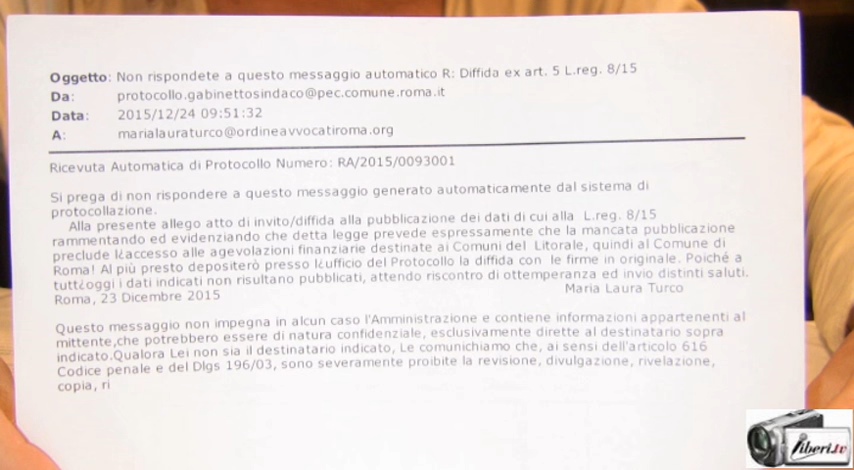 Oggetto: Non rispondete a questo messaggio automatico R: Diffida ex art. 5 L.reg. 8/15
Da: protocollo.gabinettosindaco@pec.comune.roma.it
Data: 2015/12/24 09:51:32
A: marialauraturco@ordineavvocatiroma.org
Ricevuta Automatica di Protocollo Numero: RA/2015/0093001
Si prega di non rispondere a questo messaggio generato automaticamente dal sistema di
protocollazione.
Alla presente allego atto di invito/diffida alla pubblicazione dei dati di cui alla L.reg. 8/15
rammentando ed evidenziando che detta legge prevede espressamente che la mancata pubblicazione
preclude l¿accesso alle agevolazioni finanziarie destinate ai Comuni del Litorale, quindi al Comune di
Roma! Al più presto depositerò presso l¿ufficio del Protocollo la diffida con le firme in originale. Poiché a
tutt¿oggi i dati indicati non risultano pubblicati, attendo riscontro di ottemperanza ed invio distinti saluti.
Roma, 23 Dicembre 2015 Maria Laura Turco
Questo messaggio non impegna in alcun caso l'Amministrazione e contiene informazioni appartenenti al
mittente,che potrebbero essere di natura confidenziale, esclusivamente dirette al destinatario sopra
indicato.Qualora Lei non sia il destinatario indicato, Le comunichiamo che, ai sensi dell'articolo 616
Codice penale e del Dlgs 196/03, sono severamente proibite la revisione, divulgazione, rivelazione,
copia, ri
liberi.tv